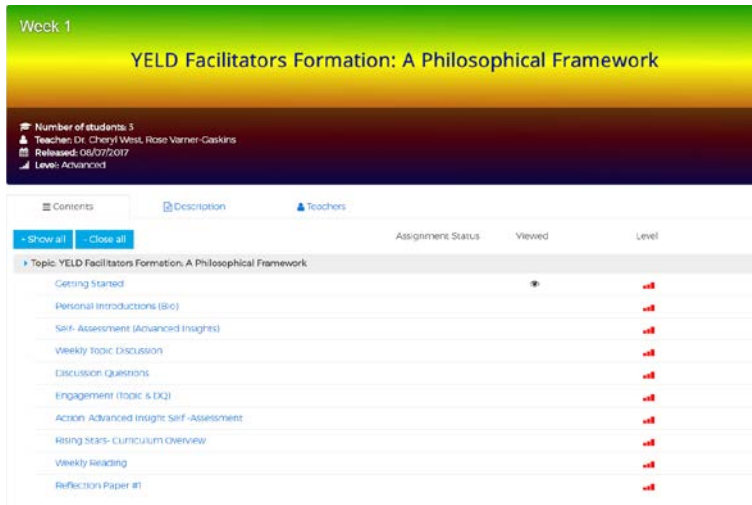 Week 1
YELD Facilitators Formation: A Philosophical Framework
Number of students: 3
Teacher: Dr. Cheryl West, Rose Varner-Gaskins
Released: 08/07/2017
Level: Advanced
Contents Description Teachers
+ Show all - Close all Assignment Status Viewed Level
Topic: YELD Facilitators Formation: A Philosophical Framework
Getting Started
Personal Introductions (Bio)
Self- Assessment (Advanced Insights)
Weekly Topic Discussion
Discussion Questions
Engagement (Topic & DQ)
Action: Advanced Insight Self-Assessment
Rising Stars- Curriculum Overview
Weekly Reading
Reflection Paper #1